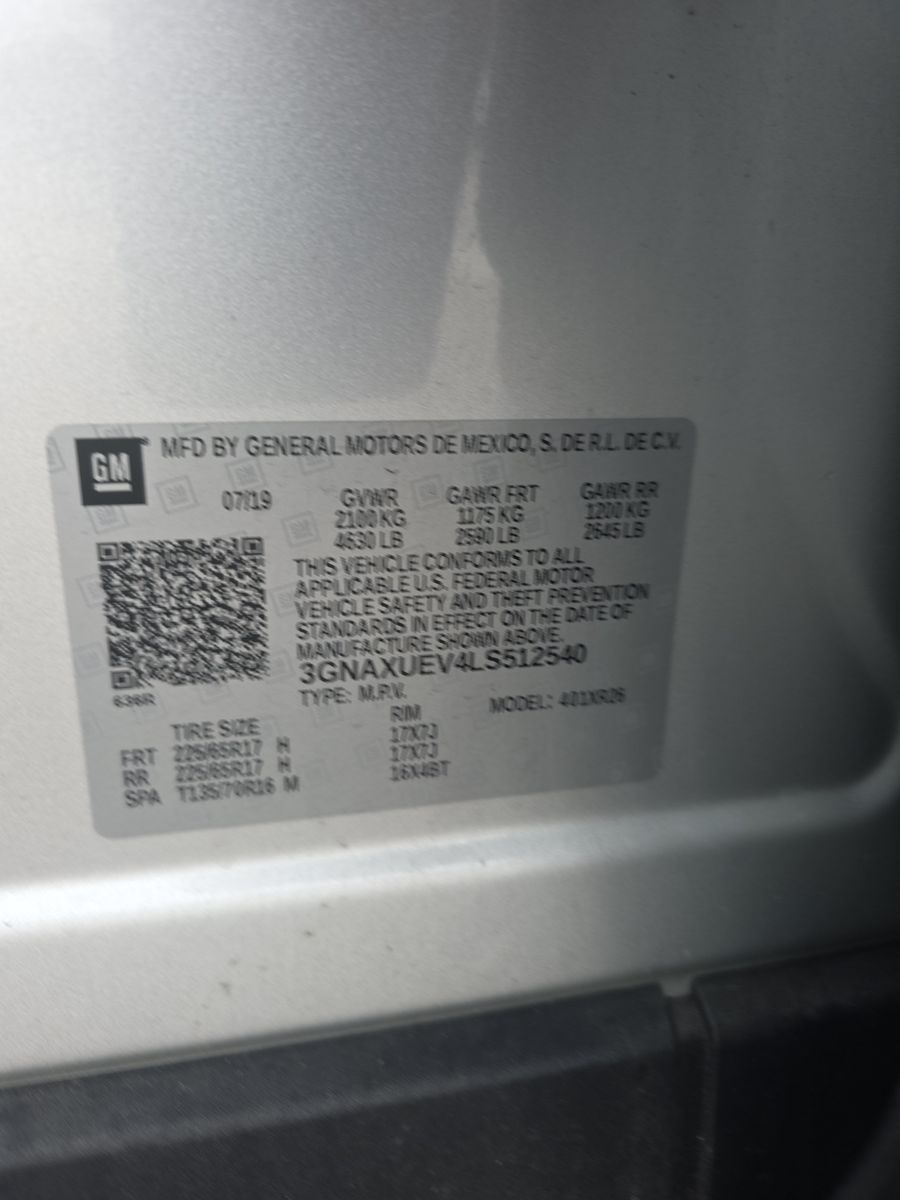 GM MFD BY GENERAL MOTORS DE MEXICO, S. DE R.L. DE C.V.
07/19 GVWR GAWR FRT GAWR RR
2100 KG 1175 KG 1200 KG
4630 LB 2590 LB 2645 LB
THIS VEHICLE CONFORMS TO ALL
APPLICABLE U.S. FEDERAL MOTOR
VEHICLE SAFETY AND THEFT PREVENTION
STANDARDS IN EFFECT ON THE DATE OF
MANUFACTURE SHOWN ABOVE.
3GNAXUEV4LS512540
636R TYPE: M.P.V. MODEL:
TIRE SIZE RIM
FRT 225/65R17 H 17X7J
RR 225/65R17 H 17X7J
SPA T135/70R16 M 16X4BT